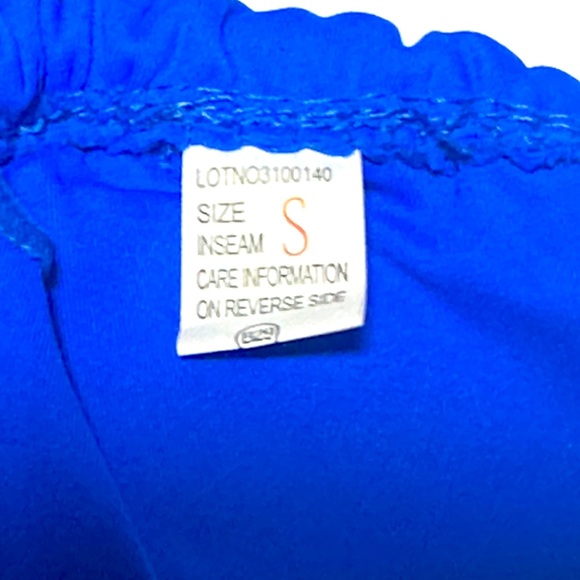 LOTNO3100140
SIZE S
INSEAM
CARE INFORMATION
ON REVERSE SIDE